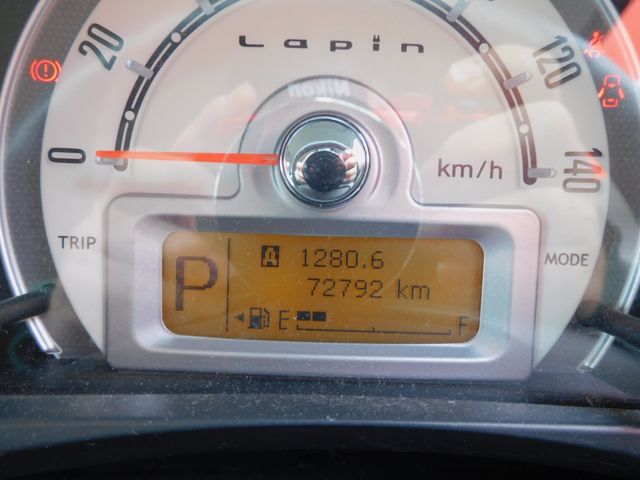 Lapin
20
120
Nikon
0
km/h
140
TRIP
MODE
A 1280.6
P
72792 km
E F